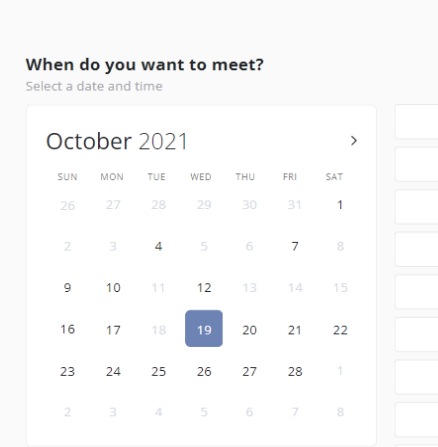 When do you want to meet?
Select a date and time
October 2021 >
SUN MON TUE WED THU FRI SAT
26 27 28 29 30 31 1
2 3 4 5 6 7 8
9 10 11 12 13 14 15
16 17 18 19 20 21 22
23 24 25 26 27 28 1
2 3 4 5 6 7 8